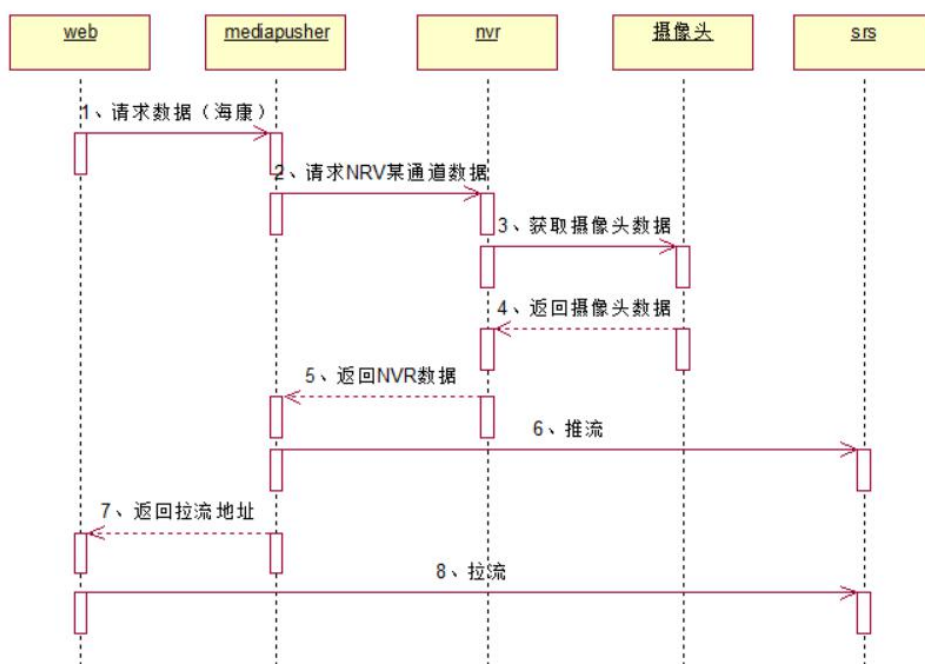 web
mediapusher
nvr
摄像头
srs
1、请求数据（海康）
2、请求NRV某通道数据
3、获取摄像头数据
4、返回摄像头数据
5、返回NVR数据
6、推流
7、返回拉流地址
8、拉流